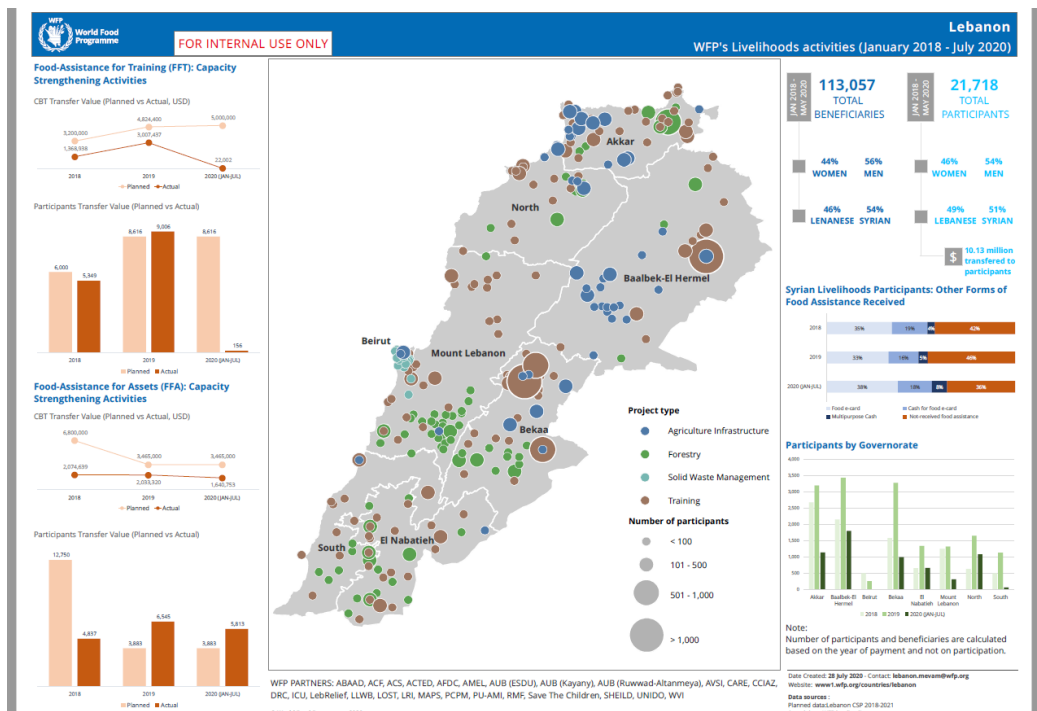 WFP
World Food
Programme
FOR INTERNAL USE ONLY
Lebanon
WFP's Livelihoods activities (January 2018 - July 2020)
Food-Assistance for Training (FFT): Capacity
Strengthening Activities
CBT Transfer Value (Planned vs Actual, USD)
3,200,000
4,824,400
5,000,000
1,368,938
3,007,437
22,002
2018
2019
2020 (JAN-JUL)
Planned
Actual
Participants Transfer Value (Planned vs Actual)
6,000
5,349
8,616
9,006
8,616
156
2018
2019
2020 (JAN-JUL)
Planned
Actual
Food-Assistance for Assets (FFA): Capacity
Strengthening Activities
CBT Transfer Value (Planned vs Actual, USD)
6,800,000
3,465,000
3,465,000
2,074,639
1,640,753
2018
2019
2020 (JAN-JUL)
Planned
Actual
Participants Transfer Value (Planned vs Actual)
12,750
4,837
3,883
6,545
3,883
5,813
2018
2019
2020 (JAN-JUL)
Planned
Actual
Akkar
North
Baalbek-El Hermel
Beirut
Mount Lebanon
Bekaa
El Nabatieh
South
Project type
Agriculture Infrastructure
Forestry
Solid Waste Management
Training
Number of participants
< 100
101 - 500
501 - 1,000
> 1,000
WFP PARTNERS: ABAAD, ACF, ACS, ACTED, AFDC, AMEL, AUB (ESDU), AUB (Kayany), AUB (Ruwwad-Altanmeya), AVSI, CARE, CCIAZ,
DRC, ICU, LebRelief, LLWB, LOST, LRI, MAPS, PCPM, PU-AMI, RMF, Save The Children, SHEILD, UNIDO, WVI
JAN 2018 -
MAY 2020
113,057
TOTAL
BENEFICIARIES
44%
WOMEN
56%
MEN
46%
LENANESE
54%
SYRIAN
JAN 2018 -
MAY 2020
21,718
TOTAL
PARTICIPANTS
46%
WOMEN
54%
MEN
49%
LEBANESE
51%
SYRIAN
$
10.13 million
transfered to
participants
Syrian Livelihoods Participants: Other Forms of
Food Assistance Received
2018
35%
4%
42%
2019
33%
5%
2020 (JAN-JUL)
18%
8%
36%
Food e-card
Cash for food e-card
Multipurpose Cash
Not-received food assistance
Participants by Governorate
4,000
3,500
3,000
2,500
2,000
1,500
1,000
500
0
Akkar
Baalbek-El
Hermel
Beirut
Bekaa
El
Nabatieh
Mount
Lebanon
North
South
2018
2019
2020 (JAN-JUL)
Note:
Number of participants and beneficiaries are calculated
based on the year of payment and not on participation.
Date Created: 28 July 2020 - Contact: lebanon.mevam@wfp.org
Website: www1.wfp.org/countries/lebanon
Data sources :
Planned data:Lebanon CSP 2018-2021